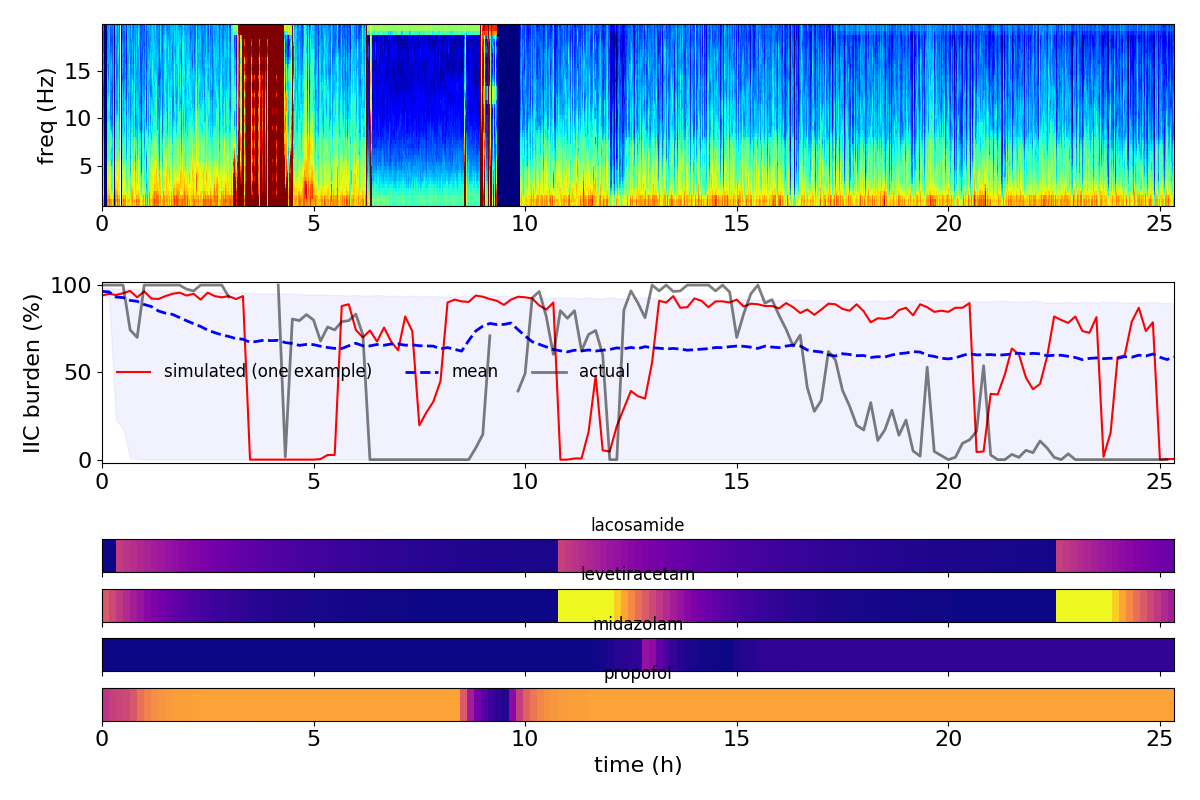 15
10
5
freq (Hz)
0 5 10 15 20 25
100
50
0
IIC burden (%)
simulated (one example) mean actual
0 5 10 15 20 25
lacosamide
levetiracetam
midazolam
propofol
0 5 10 15 20 25
time (h)